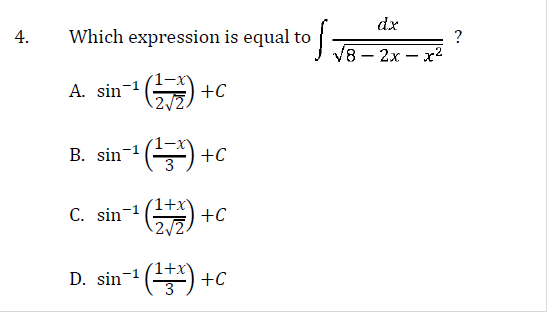 4. Which expression is equal to ∫ dx/√(8 − 2x − x²) ?
A. sin⁻¹ ((1−x)/(2√2)) +C
B. sin⁻¹ ((1−x)/3) +C
C. sin⁻¹ ((1+x)/(2√2)) +C
D. sin⁻¹ ((1+x)/3) +C